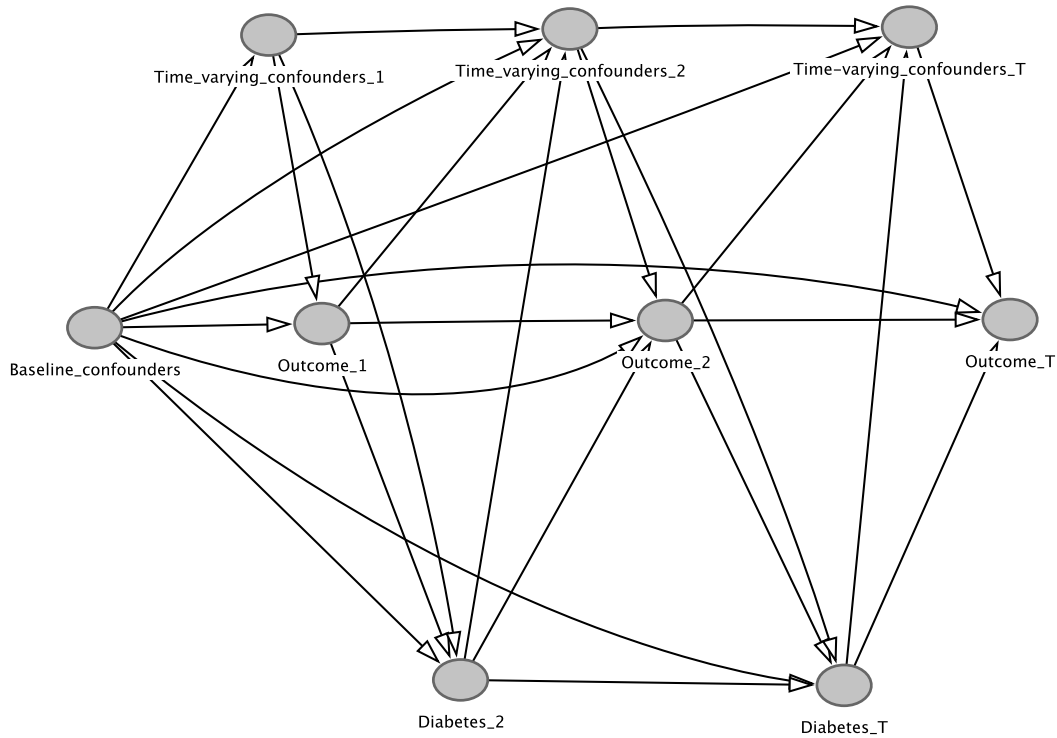 Time_varying_confounders_1
Time_varying_confounders_2
Time-varying_confounders_T
Baseline_confounders
Outcome_1
Outcome_2
Outcome_T
Diabetes_2
Diabetes_T